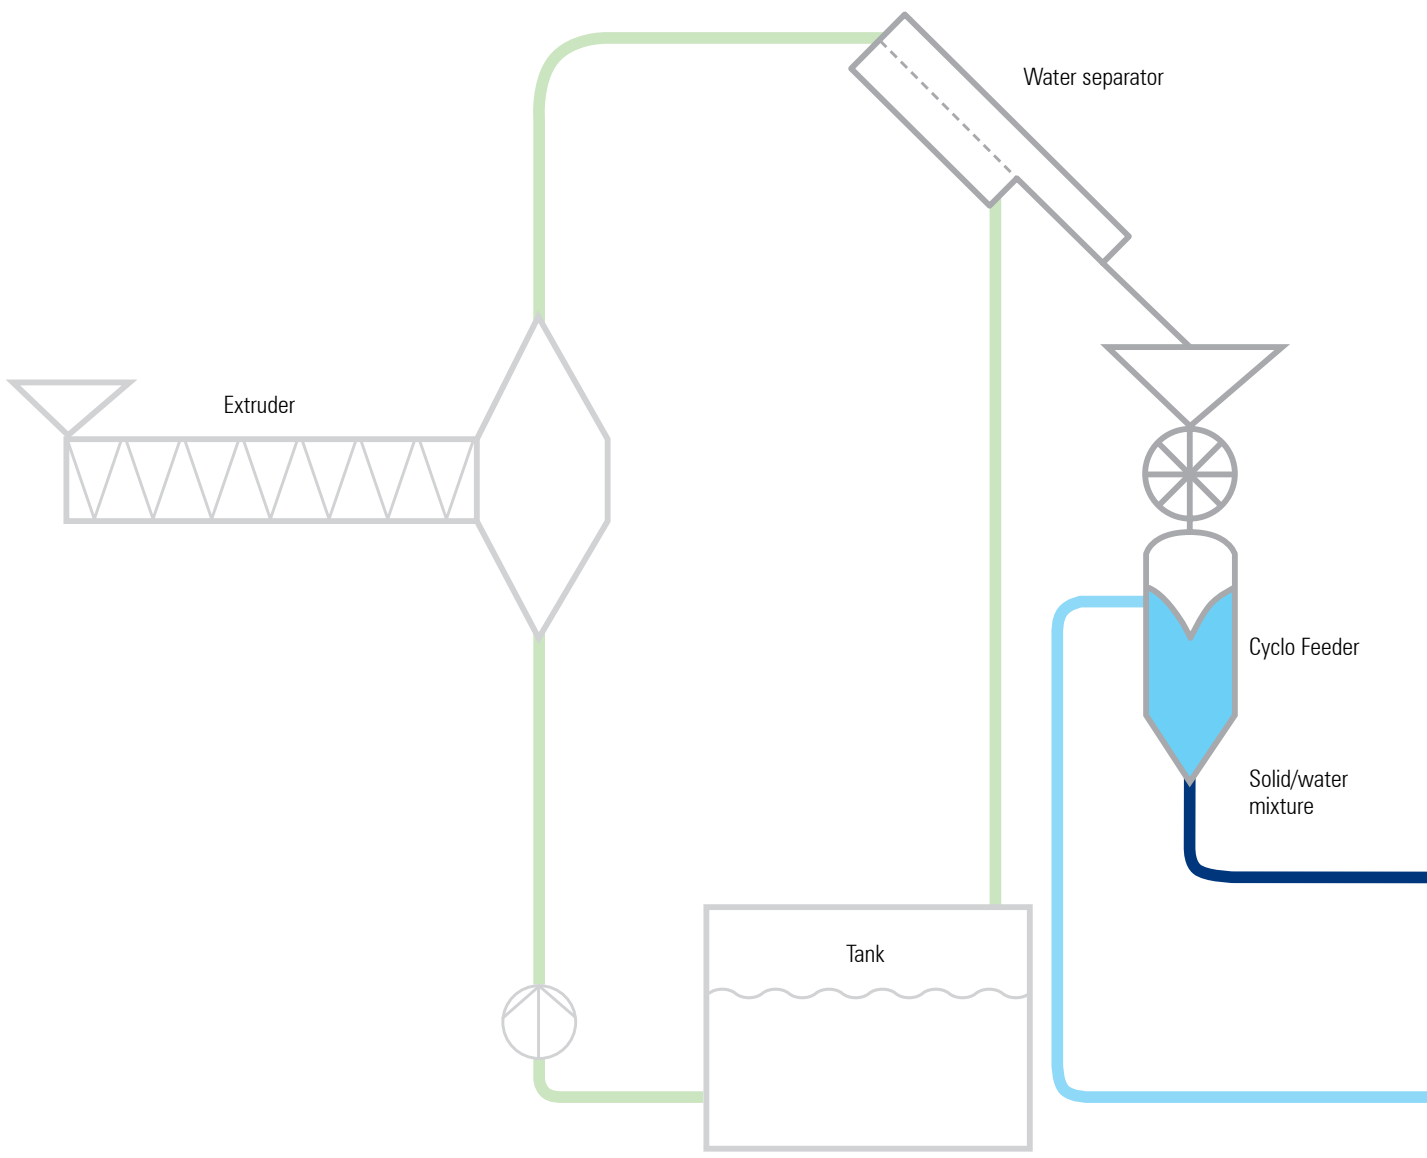 Water separator
Extruder
Cyclo Feeder
Solid/water
mixture
Tank